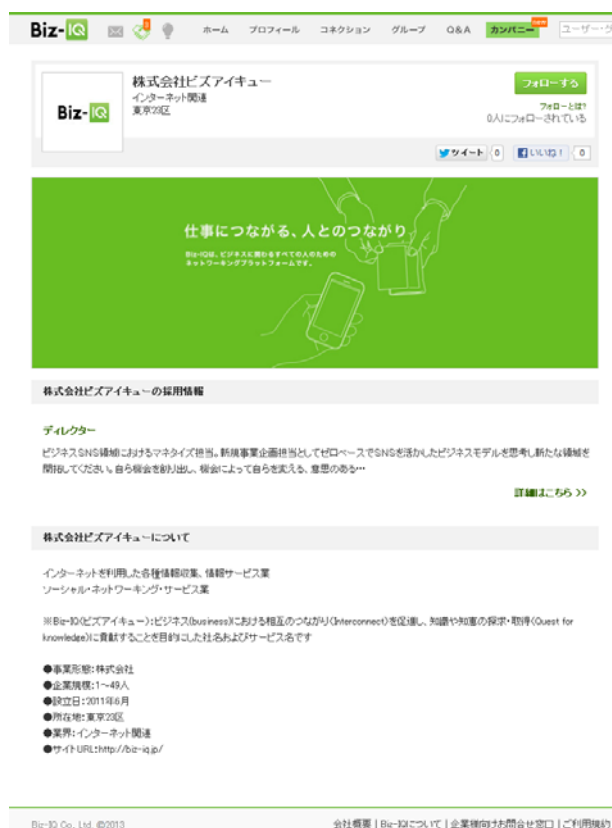 Biz-IQ
ホーム プロフィール コネクション グループ Q&A カンパニー ユーザー・グ
株式会社ビズアイキュー
インターネット関連
東京23区
フォローする
フォローとは?
0人にフォローされている
Biz-IQ
ツイート 0 いいね! 0
仕事につながる、人とのつながり
Biz-IQは、ビジネスに関わるすべての人のための
ネットワーキングプラットフォームです。
株式会社ビズアイキューの採用情報
ディレクター
ビジネスSNS領域におけるマネタイズ担当。新規事業企画担当としてゼロベースでSNSを活かしたビジネスモデルを思考し新たな領域を
開拓してください。自ら機会を創り出し、機会によって自らを変える、意思のある…
詳細はこちら >>
株式会社ビズアイキューについて
インターネットを利用した各種情報収集、情報サービス業
ソーシャル・ネットワーキング・サービス業
※Biz-IQ(ビズアイキュー):ビジネス(business)における相互のつながり(Interconnect)を促進し、知識や知恵の探求・取得(Quest for
knowledge)に貢献することを目的にした社名およびサービス名です
●事業形態:株式会社
●企業規模:1～49人
●設立日:2011年6月
●所在地:東京23区
●業界:インターネット関連
●サイトURL:http://biz-iq.jp/
Biz-IQ Co., Ltd. ©2013 会社概要 | Biz-IQについて | 企業様向けお問合せ窓口 | ご利用規約